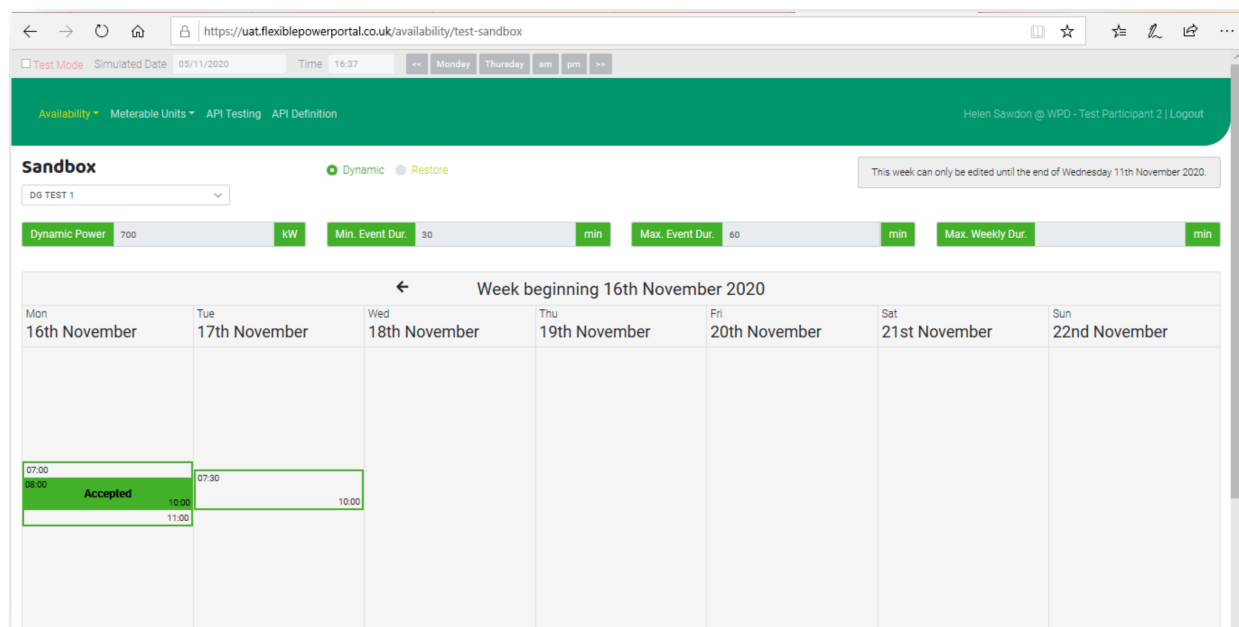 https://uat.flexiblepowerportal.co.uk/availability/test-sandbox
Test Mode Simulated Date 05/11/2020 Time 16:37 << Monday Thursday am pm >>
Availability Meterable Units API Testing API Definition Helen Sawdon @ WPD - Test Participant 2 | Logout
Sandbox Dynamic Restore This week can only be edited until the end of Wednesday 11th November 2020.
DG TEST 1
Dynamic Power 700 kW Min. Event Dur. 30 min Max. Event Dur. 60 min Max. Weekly Dur. min
Week beginning 16th November 2020
Mon Tue Wed Thu Fri Sat Sun
16th November 17th November 18th November 19th November 20th November 21st November 22nd November
07:00
07:30
08:00
Accepted
10:00 10:00
11:00